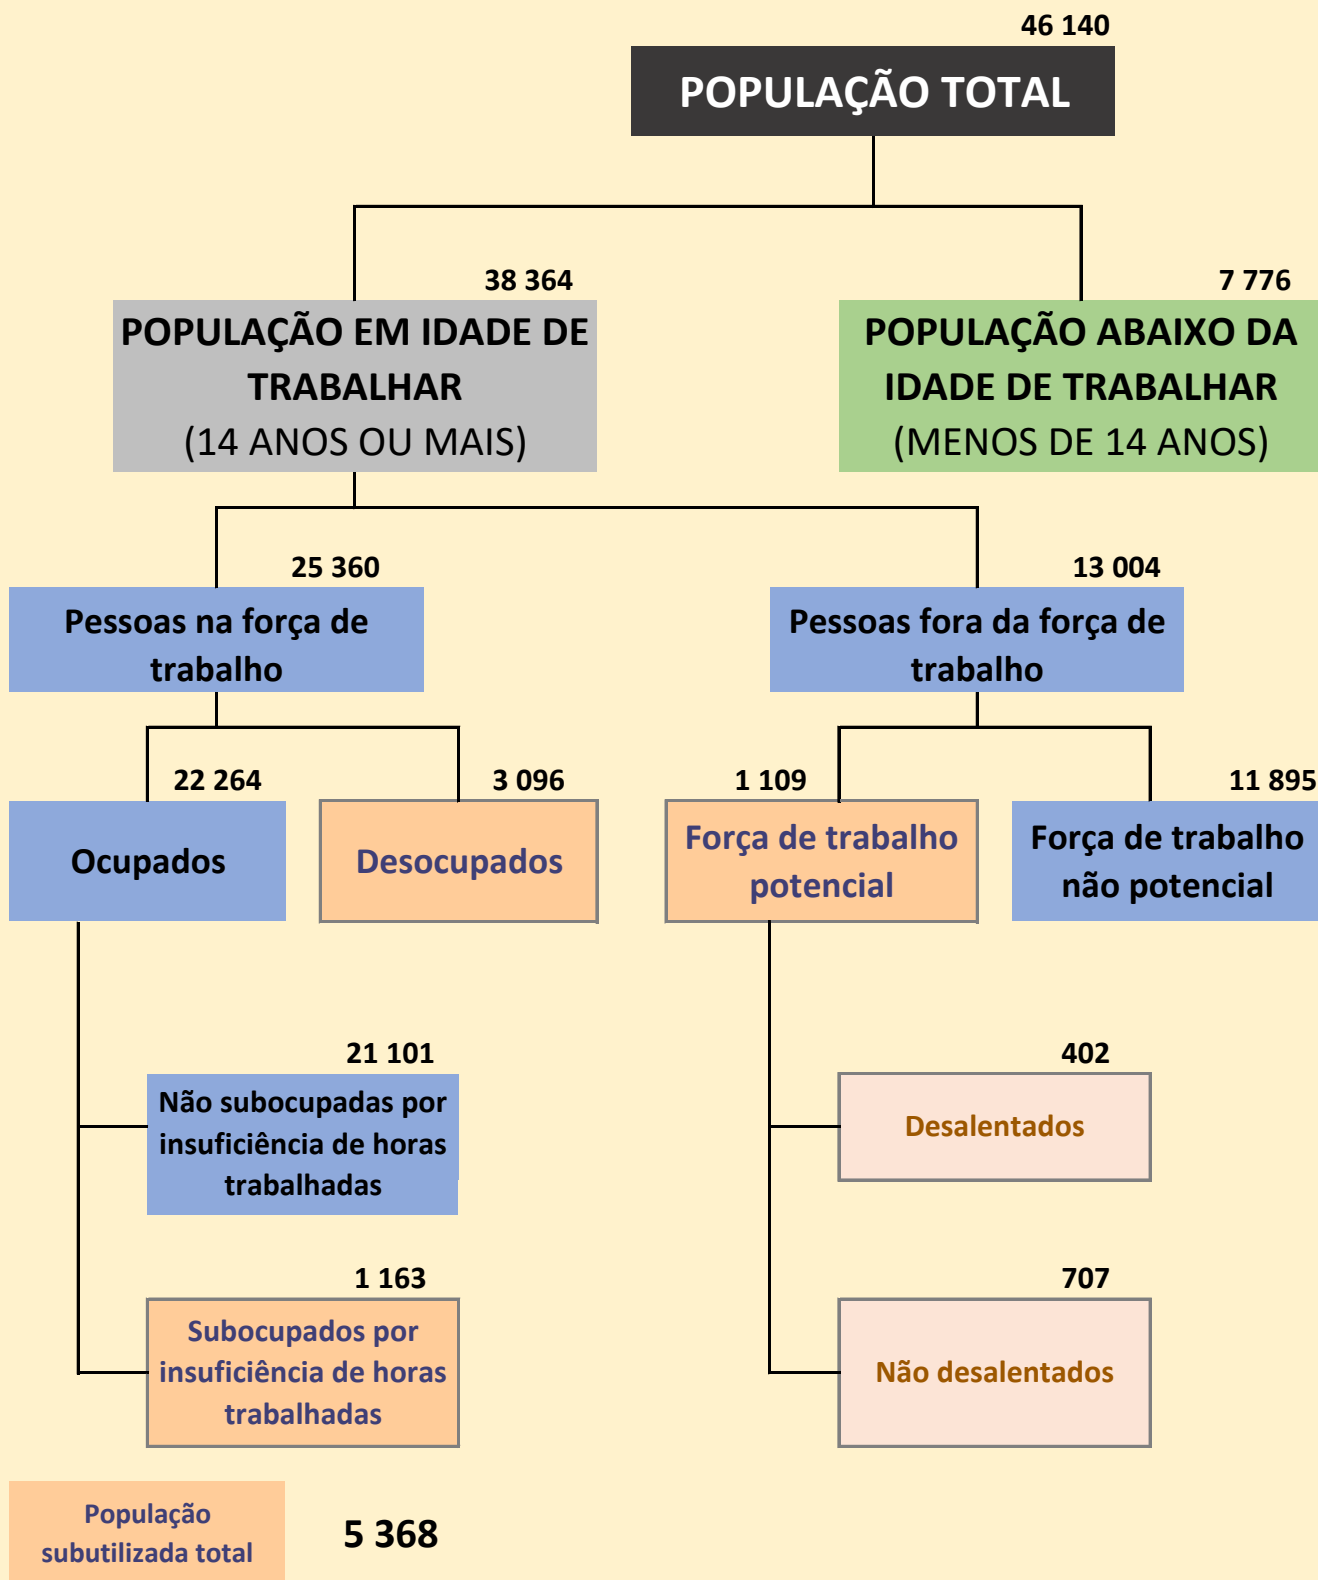 46 140
POPULAÇÃO TOTAL
38 364
POPULAÇÃO EM IDADE DE
TRABALHAR
(14 ANOS OU MAIS)
7 776
POPULAÇÃO ABAIXO DA
IDADE DE TRABALHAR
(MENOS DE 14 ANOS)
25 360
Pessoas na força de
trabalho
13 004
Pessoas fora da força de
trabalho
22 264
Ocupados
3 096
Desocupados
1 109
Força de trabalho
potencial
11 895
Força de trabalho
não potencial
21 101
Não subocupadas por
insuficiência de horas
trabalhadas
402
Desalentados
1 163
Subocupados por
insuficiência de horas
trabalhadas
707
Não desalentados
População
subutilizada total
5 368